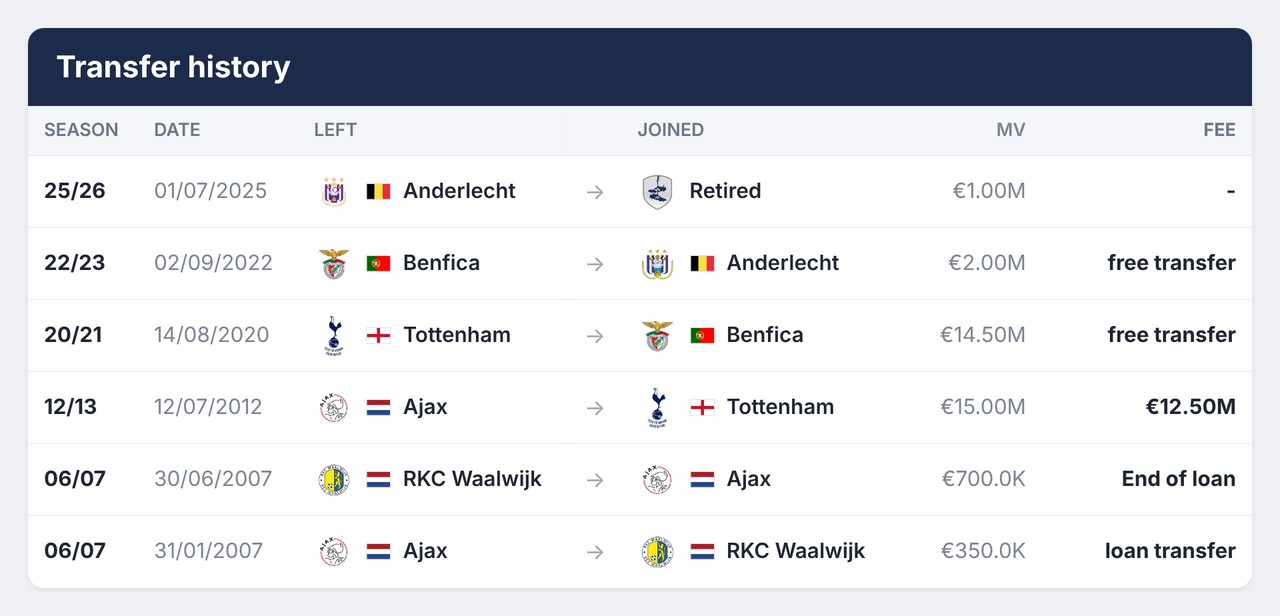 Transfer history
SEASON DATE LEFT JOINED MV FEE
25/26 01/07/2025 Anderlecht → Retired €1.00M -
22/23 02/09/2022 Benfica → Anderlecht €2.00M free transfer
20/21 14/08/2020 Tottenham → Benfica €14.50M free transfer
12/13 12/07/2012 Ajax → Tottenham €15.00M €12.50M
06/07 30/06/2007 RKC Waalwijk → Ajax €700.0K End of loan
06/07 31/01/2007 Ajax → RKC Waalwijk €350.0K loan transfer